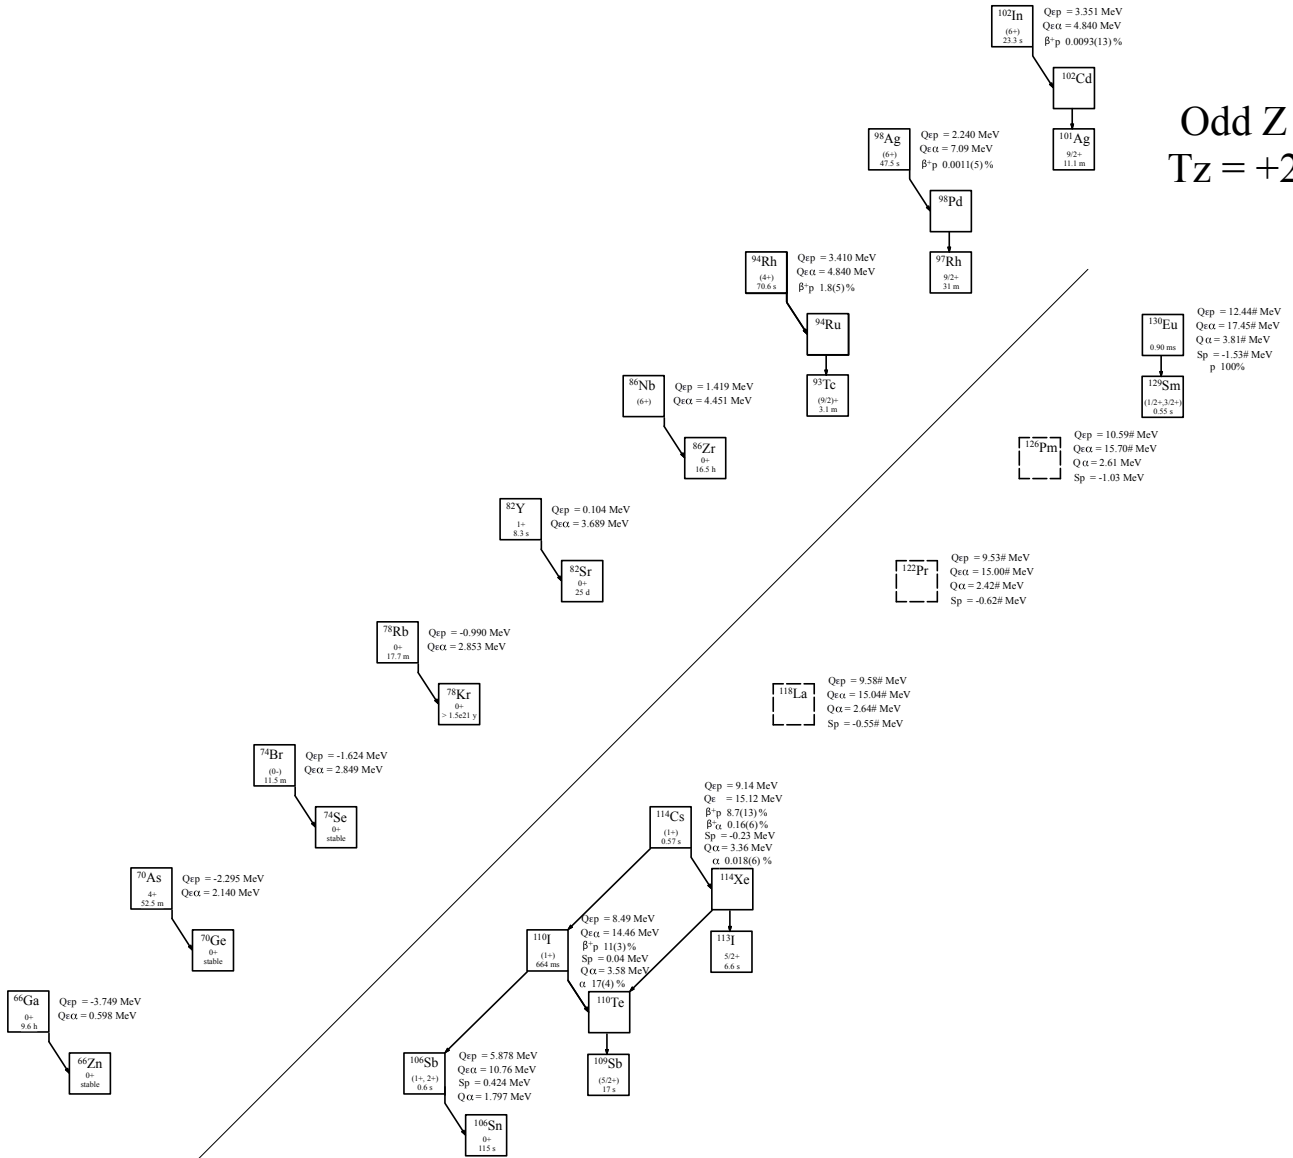 ¹⁰²In
(6+)
23.3 s
Qεp = 3.351 MeV
Qεα = 4.840 MeV
β⁺p 0.0093(13) %
¹⁰²Cd
¹⁰¹Ag
9/2+
11.1 m
Odd Z
Tz = +2
⁹⁸Ag
(6+)
47.5 s
Qεp = 2.240 MeV
Qεα = 7.09 MeV
β⁺p 0.0011(5) %
⁹⁸Pd
⁹⁷Rh
9/2+
31 m
⁹⁴Rh
(4+)
70.6 s
Qεp = 3.410 MeV
Qεα = 4.840 MeV
β⁺p 1.8(5) %
⁹⁴Ru
⁹³Tc
(9/2)+
3.1 m
¹³⁰Eu
0.90 ms
Qεp = 12.44# MeV
Qεα = 17.45# MeV
Qα = 3.81# MeV
Sp = -1.53# MeV
p 100%
¹²⁹Sm
(1/2+,3/2+)
0.55 s
⁸⁶Nb
(6+)
Qεp = 1.419 MeV
Qεα = 4.451 MeV
⁸⁶Zr
0+
16.5 h
¹²⁶Pm
Qεp = 10.59# MeV
Qεα = 15.70# MeV
Qα = 2.61 MeV
Sp = -1.03 MeV
⁸²Y
1+
8.3 s
Qεp = 0.104 MeV
Qεα = 3.689 MeV
⁸²Sr
0+
25 d
¹²²Pr
Qεp = 9.53# MeV
Qεα = 15.00# MeV
Qα = 2.42# MeV
Sp = -0.62# MeV
⁷⁸Rb
0+
17.7 m
Qεp = -0.990 MeV
Qεα = 2.853 MeV
⁷⁸Kr
0+
> 1.5e21 y
¹¹⁸La
Qεp = 9.58# MeV
Qεα = 15.04# MeV
Qα = 2.64# MeV
Sp = -0.55# MeV
⁷⁴Br
(0-)
11.5 m
Qεp = -1.624 MeV
Qεα = 2.849 MeV
⁷⁴Se
0+
stable
¹¹⁴Cs
(1+)
0.57 s
Qεp = 9.14 MeV
Qε = 15.12 MeV
β⁺p 8.7(13) %
β⁺α 0.16(6) %
Sp = -0.23 MeV
Qα = 3.36 MeV
α 0.018(6) %
¹¹⁴Xe
¹¹³I
5/2+
6.6 s
⁷⁰As
4+
52.5 m
Qεp = -2.295 MeV
Qεα = 2.140 MeV
⁷⁰Ge
0+
stable
¹¹⁰I
(1+)
664 ms
Qεp = 8.49 MeV
Qεα = 14.46 MeV
β⁺p 11(3) %
Sp = 0.04 MeV
Qα = 3.58 MeV
α 17(4) %
¹¹⁰Te
¹⁰⁹Sb
(5/2+)
17 s
⁶⁶Ga
0+
9.6 h
Qεp = -3.749 MeV
Qεα = 0.598 MeV
⁶⁶Zn
0+
stable
¹⁰⁶Sb
(1+, 2+)
0.6 s
Qεp = 5.878 MeV
Qεα = 10.76 MeV
Sp = 0.424 MeV
Qα = 1.797 MeV
¹⁰⁶Sn
0+
115 s